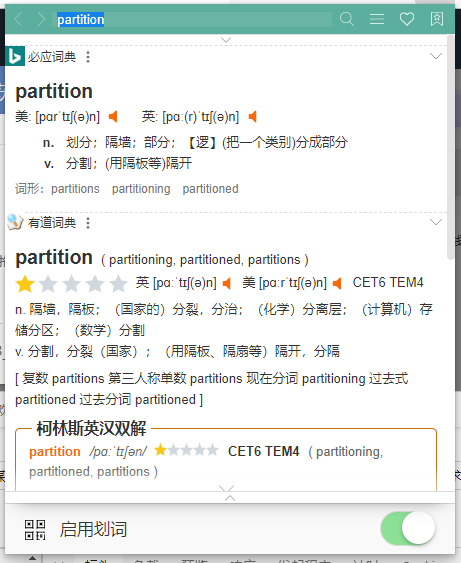 partition
必应词典
partition
美: [pɑrˈtɪʃ(ə)n] 英: [pɑː(r)ˈtɪʃ(ə)n]
n. 划分；隔墙；部分；【逻】(把一个类别)分成部分
v. 分割；(用隔板等)隔开
词形: partitions partitioning partitioned
有道词典
partition ( partitioning, partitioned, partitions )
英 [pɑːˈtɪʃ(ə)n] 美 [pɑːrˈtɪʃ(ə)n] CET6 TEM4
n. 隔墙，隔板；（国家的）分裂，分治；（化学）分离层；（计算机）存
储分区；（数学）分割
v. 分割，分裂（国家）；（用隔板、隔扇等）隔开，分隔
[ 复数 partitions 第三人称单数 partitions 现在分词 partitioning 过去式
partitioned 过去分词 partitioned ]
柯林斯英汉双解
partition /pɑːˈtɪʃən/ CET6 TEM4 ( partitioning,
partitioned, partitions )
启用划词